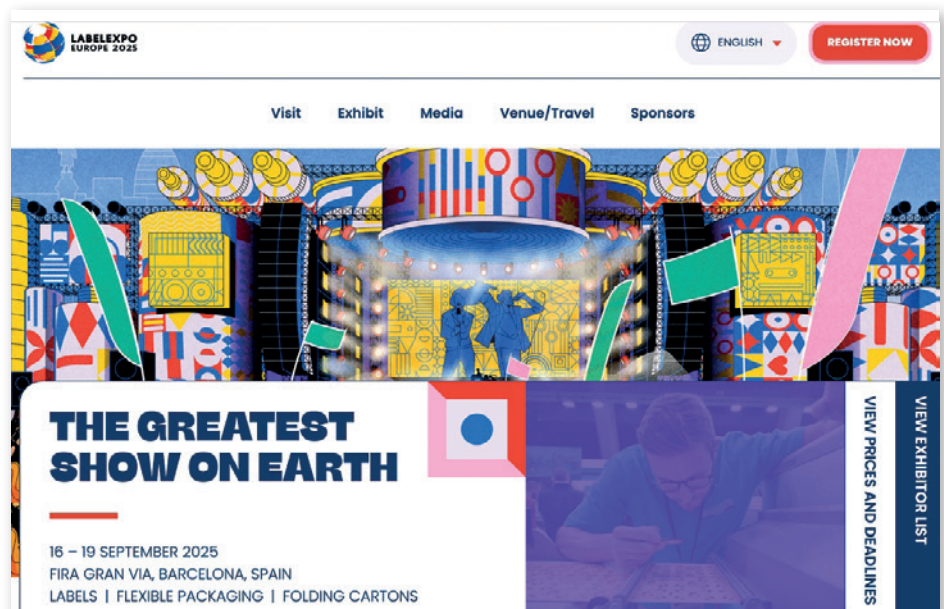 LABELEXPO
EUROPE 2025
ENGLISH
REGISTER NOW
Visit Exhibit Media Venue/Travel Sponsors
THE GREATEST
SHOW ON EARTH
16 – 19 SEPTEMBER 2025
FIRA GRAN VIA, BARCELONA, SPAIN
LABELS | FLEXIBLE PACKAGING | FOLDING CARTONS
VIEW PRICES AND DEADLINES
VIEW EXHIBITOR LIST